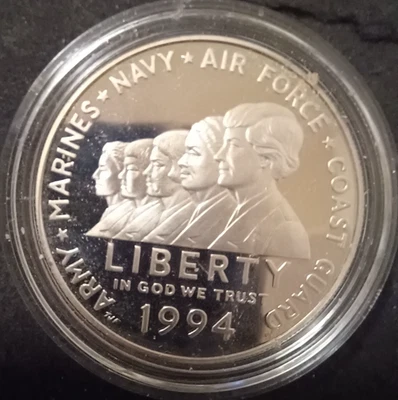 ARMY ★ MARINES ★ NAVY ★ AIR FORCE ★ COAST GUARD
LIBERTY
IN GOD WE TRUST
1994